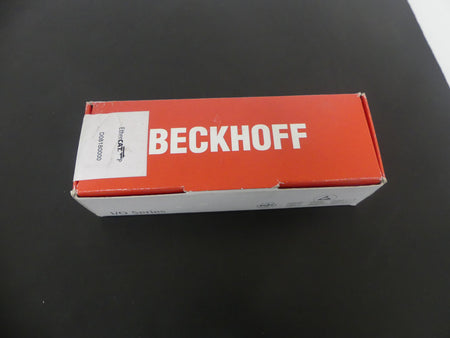 EtherCAT
D08180000
BECKHOFF
I/O Series